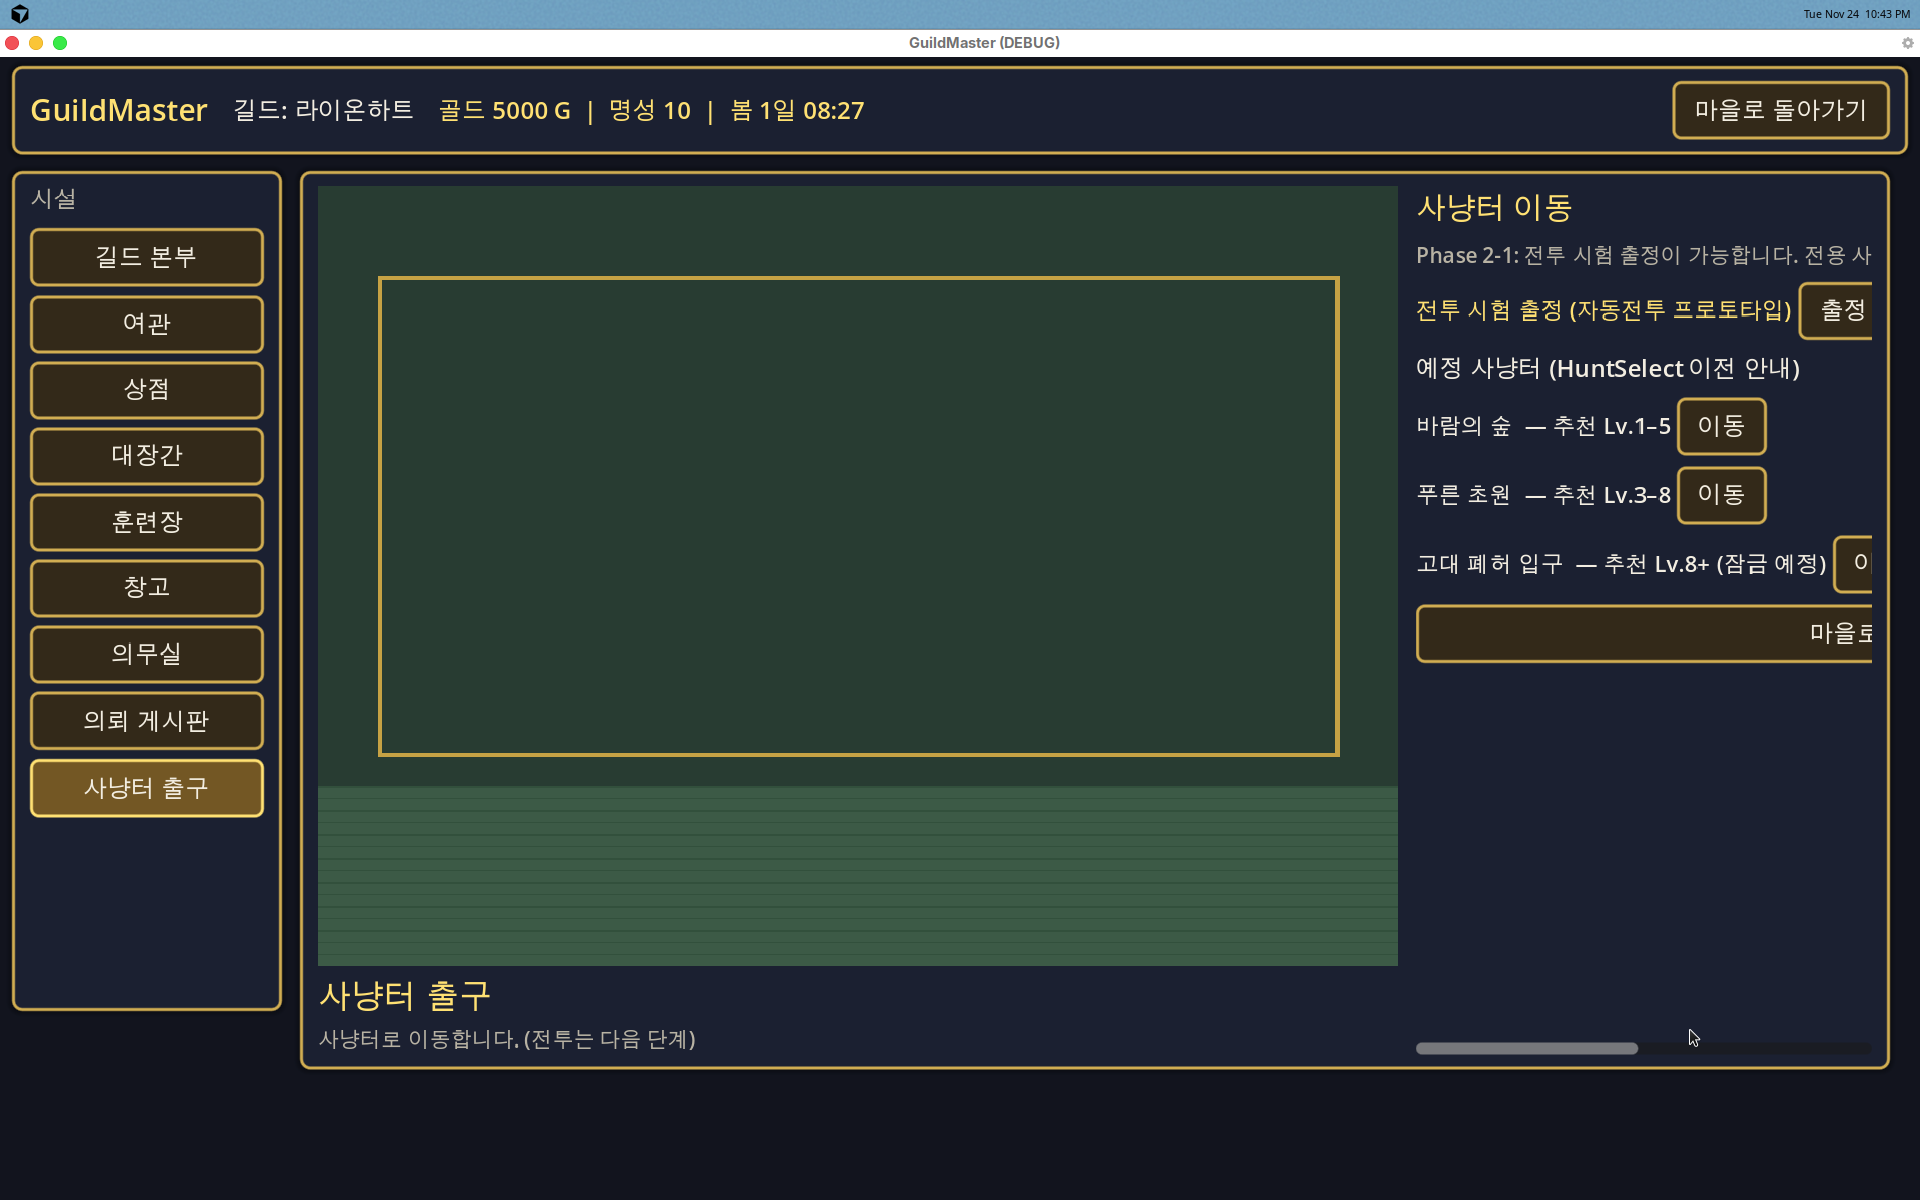 Tue Nov 24 10:43 PM
GuildMaster (DEBUG)
GuildMaster 길드: 라이온하트 골드 5000 G | 명성 10 | 봄 1일 08:27
마을로 돌아가기
시설
길드 본부
여관
상점
대장간
훈련장
창고
의무실
의뢰 게시판
사냥터 출구
사냥터 출구
사냥터로 이동합니다. (전투는 다음 단계)
사냥터 이동
Phase 2-1: 전투 시험 출정이 가능합니다. 전용 사
전투 시험 출정 (자동전투 프로토타입) 출정
예정 사냥터 (HuntSelect 이전 안내)
바람의 숲 — 추천 Lv.1–5 이동
푸른 초원 — 추천 Lv.3–8 이동
고대 폐허 입구 — 추천 Lv.8+ (잠금 예정)
마을로